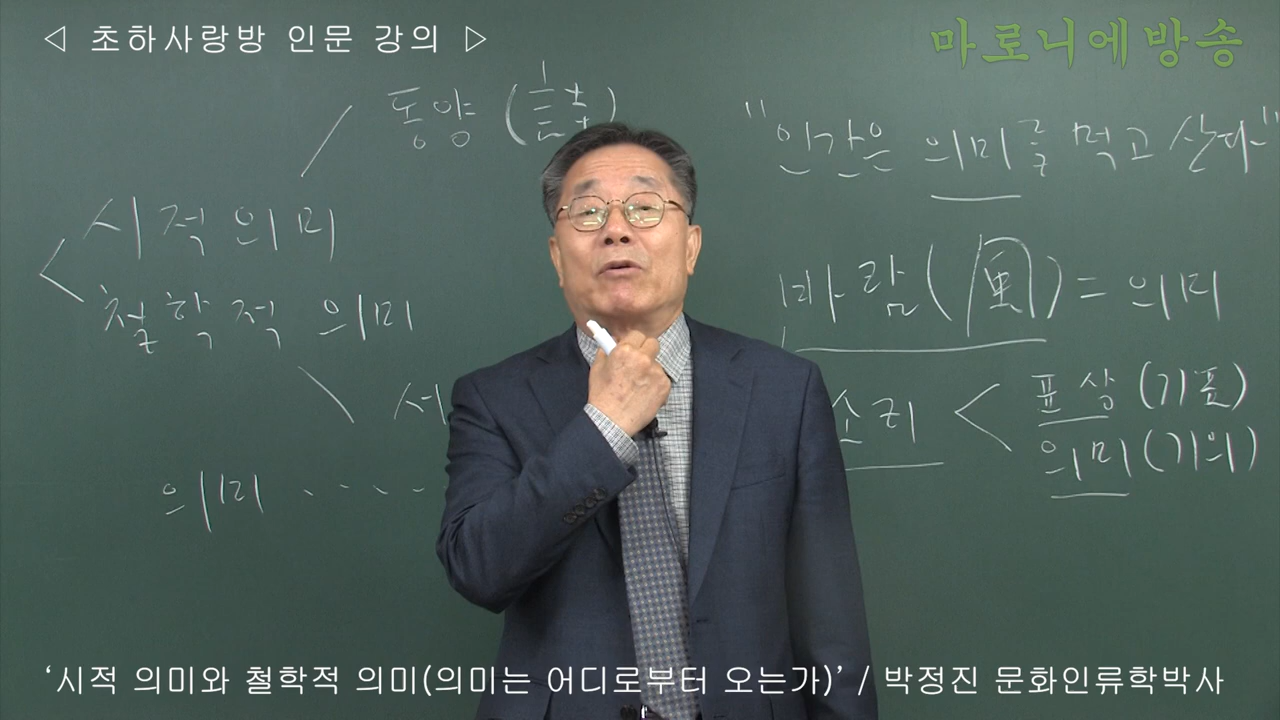 ◁ 초하사랑방 인문 강의 ▷
마로니에방송
동양 (詩)
"인간은 의미를 먹고 산다"
시적 의미
철학적 의미
바람(風) = 의미
서
소리 < 표상 (기표)
의미 (기의)
의미 ····
‘시적 의미와 철학적 의미(의미는 어디로부터 오는가)’ / 박정진 문화인류학박사